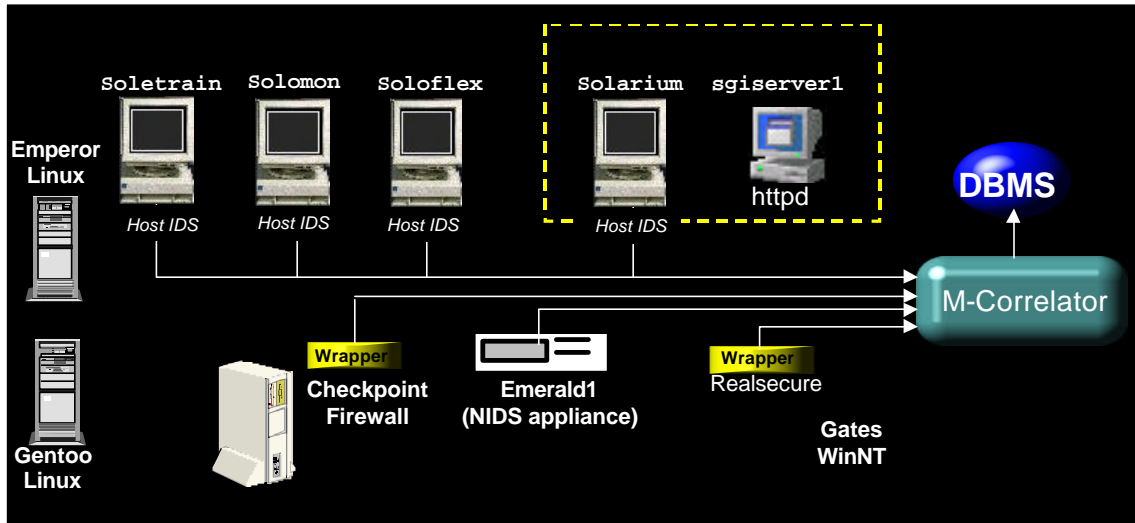 Soletrain
Solomon
Soloflex
Solarium
sgiserver1
Emperor
Linux
httpd
Host IDS
Host IDS
Host IDS
Host IDS
DBMS
M-Correlator
Wrapper
Checkpoint
Firewall
Emerald1
(NIDS appliance)
Wrapper
Realsecure
Gates
WinNT
Gentoo
Linux